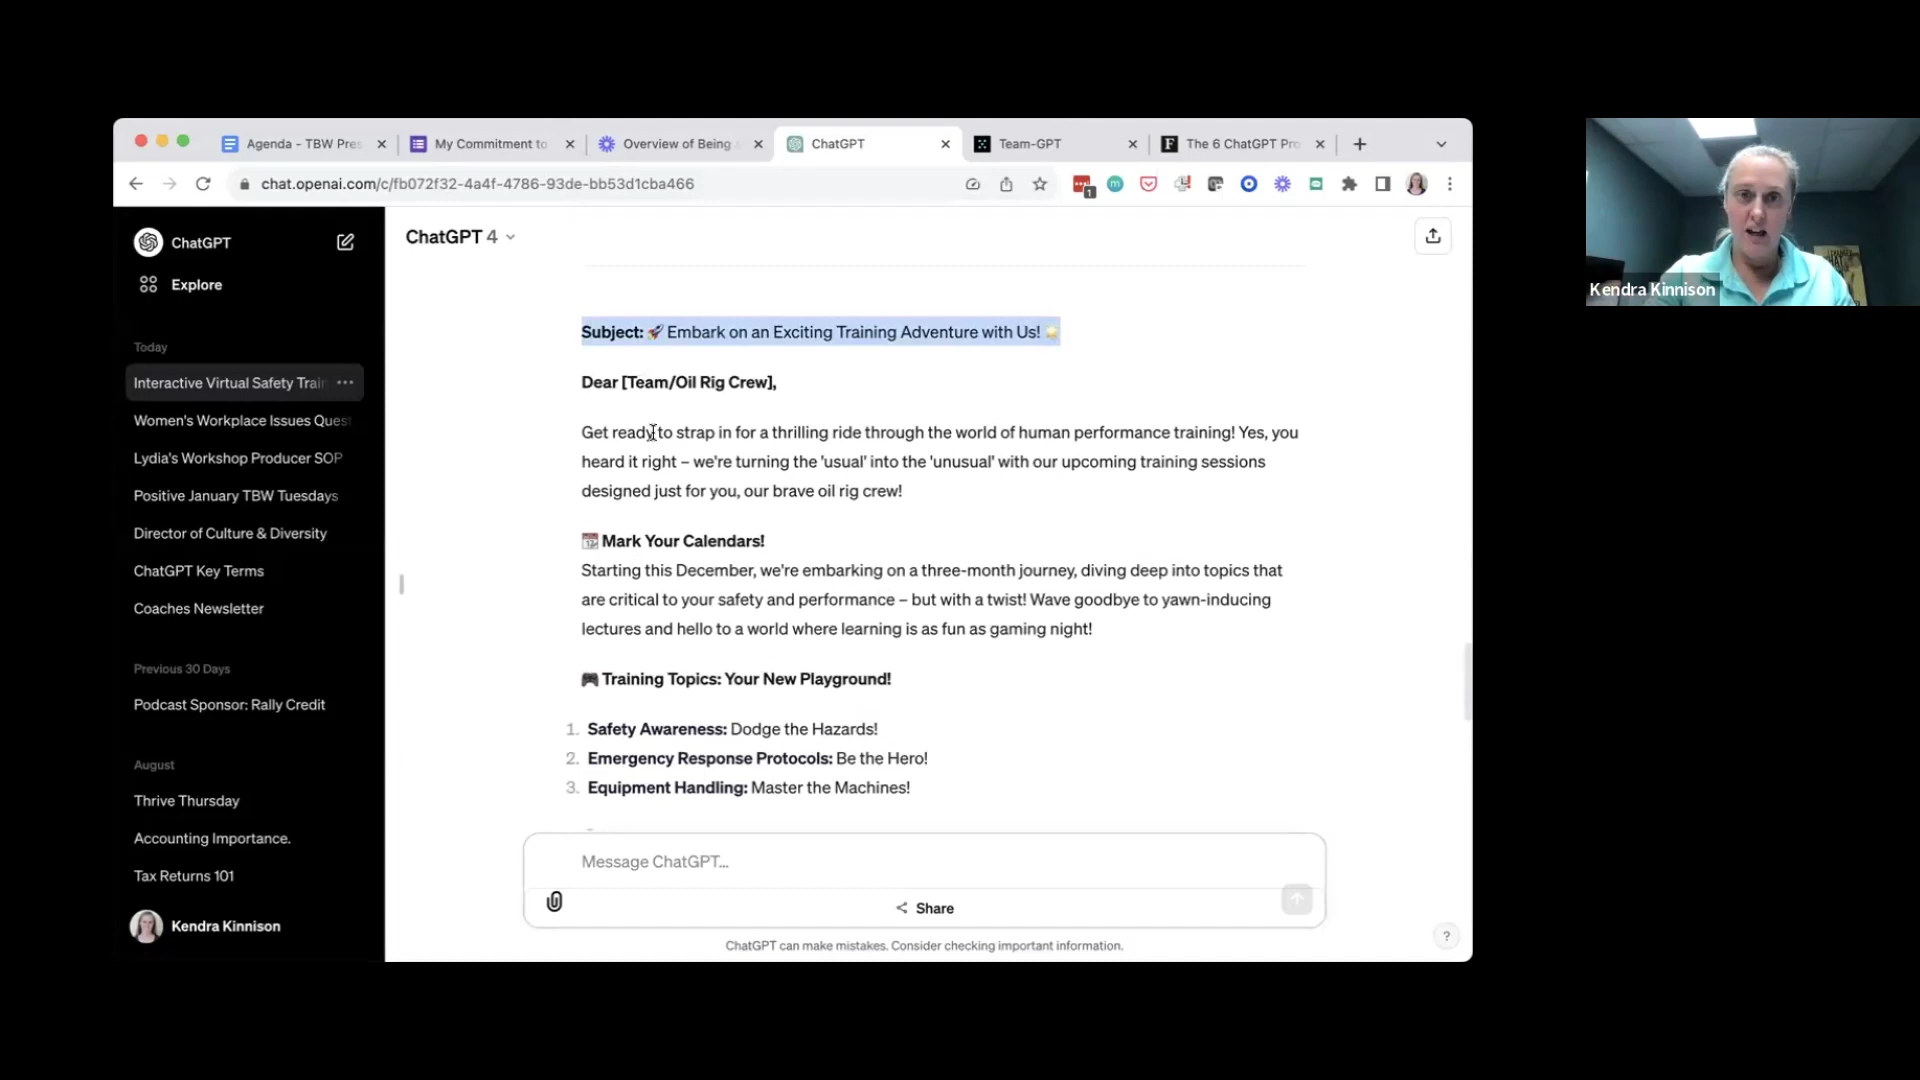 Agenda - TBW Pres
My Commitment to
Overview of Being
ChatGPT
Team-GPT
The 6 ChatGPT Pro
chat.openai.com/c/fb072f32-4a4f-4786-93de-bb53d1cba466
1
ChatGPT
Explore
Today
Interactive Virtual Safety Train
Women's Workplace Issues Quest
Lydia's Workshop Producer SOP
Positive January TBW Tuesdays
Director of Culture & Diversity
ChatGPT Key Terms
Coaches Newsletter
Previous 30 Days
Podcast Sponsor: Rally Credit
August
Thrive Thursday
Accounting Importance.
Tax Returns 101
Kendra Kinnison
ChatGPT 4
Subject: 🚀 Embark on an Exciting Training Adventure with Us! 🌟
Dear [Team/Oil Rig Crew],
Get ready to strap in for a thrilling ride through the world of human performance training! Yes, you
heard it right – we're turning the 'usual' into the 'unusual' with our upcoming training sessions
designed just for you, our brave oil rig crew!
📆 Mark Your Calendars!
Starting this December, we're embarking on a three-month journey, diving deep into topics that
are critical to your safety and performance – but with a twist! Wave goodbye to yawn-inducing
lectures and hello to a world where learning is as fun as gaming night!
🎮 Training Topics: Your New Playground!
1. Safety Awareness: Dodge the Hazards!
2. Emergency Response Protocols: Be the Hero!
3. Equipment Handling: Master the Machines!
Message ChatGPT...
Share
ChatGPT can make mistakes. Consider checking important information.
?
Kendra Kinnison